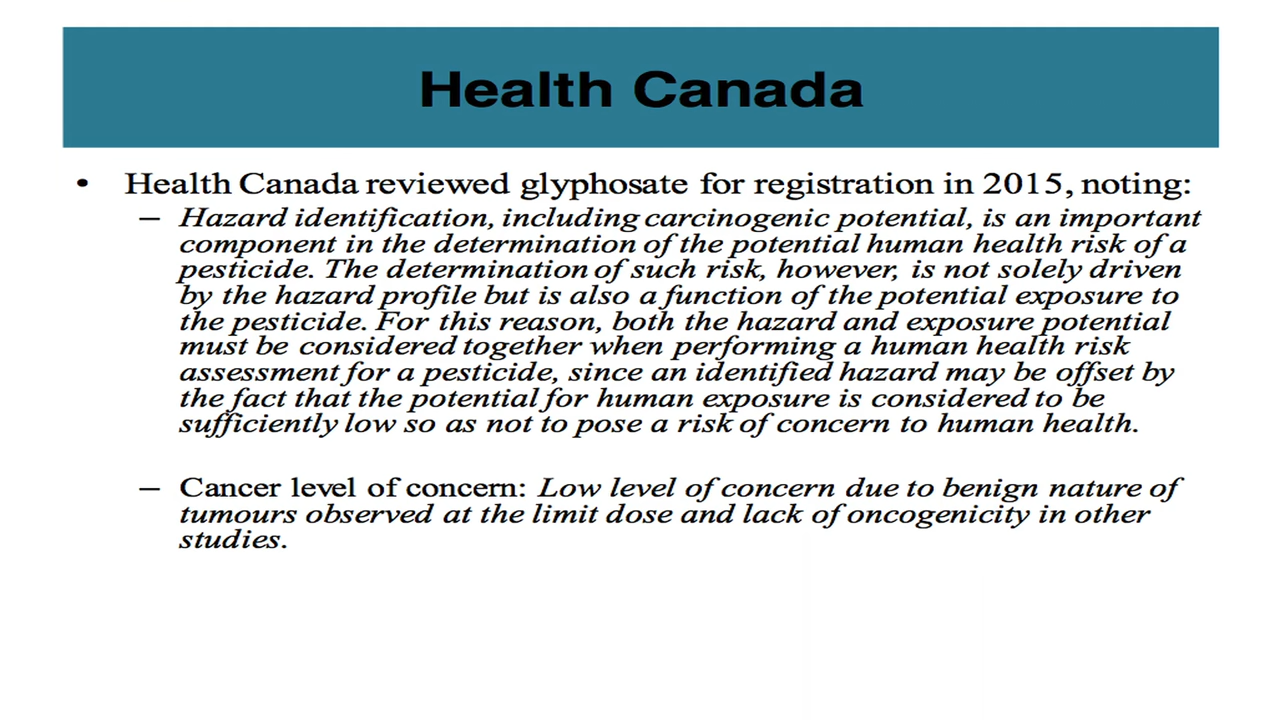 Health Canada
• Health Canada reviewed glyphosate for registration in 2015, noting:
– Hazard identification, including carcinogenic potential, is an important
component in the determination of the potential human health risk of a
pesticide. The determination of such risk, however, is not solely driven
by the hazard profile but is also a function of the potential exposure to
the pesticide. For this reason, both the hazard and exposure potential
must be considered together when performing a human health risk
assessment for a pesticide, since an identified hazard may be offset by
the fact that the potential for human exposure is considered to be
sufficiently low so as not to pose a risk of concern to human health.
– Cancer level of concern: Low level of concern due to benign nature of
tumours observed at the limit dose and lack of oncogenicity in other
studies.